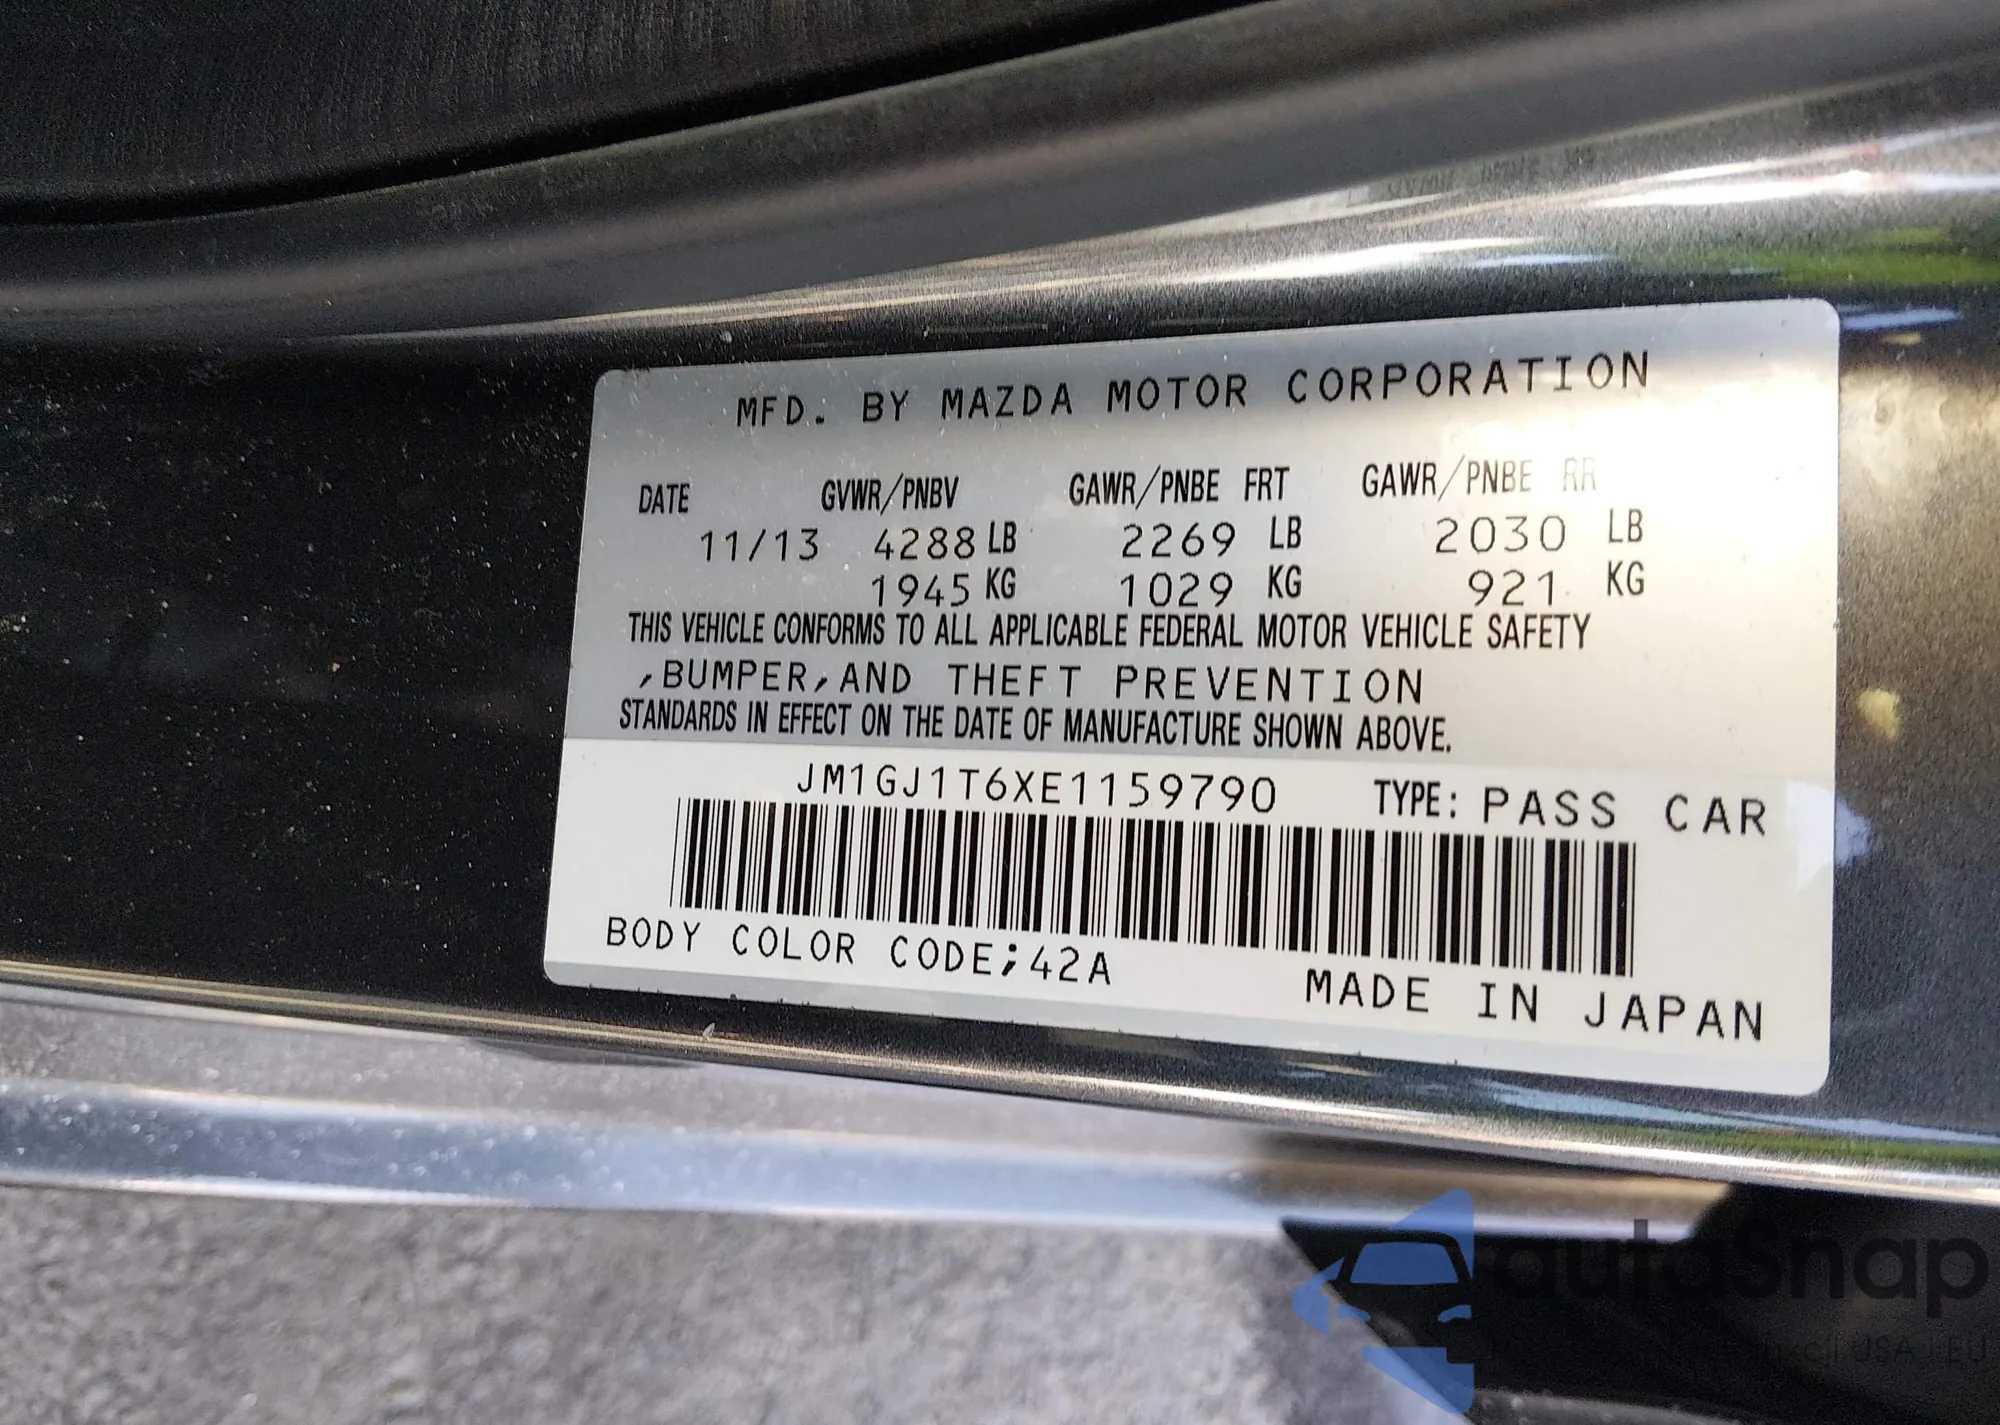 MFD. BY MAZDA MOTOR CORPORATION
DATE GVWR/PNBV GAWR/PNBE FRT GAWR/PNBE RR
11/13 4288 LB 2269 LB 2030 LB
1945 KG 1029 KG 921 KG
THIS VEHICLE CONFORMS TO ALL APPLICABLE FEDERAL MOTOR VEHICLE SAFETY
,BUMPER,AND THEFT PREVENTION
STANDARDS IN EFFECT ON THE DATE OF MANUFACTURE SHOWN ABOVE.
JM1GJ1T6XE1159790 TYPE: PASS CAR
BODY COLOR CODE;42A
MADE IN JAPAN
autoSnap
USA I EU